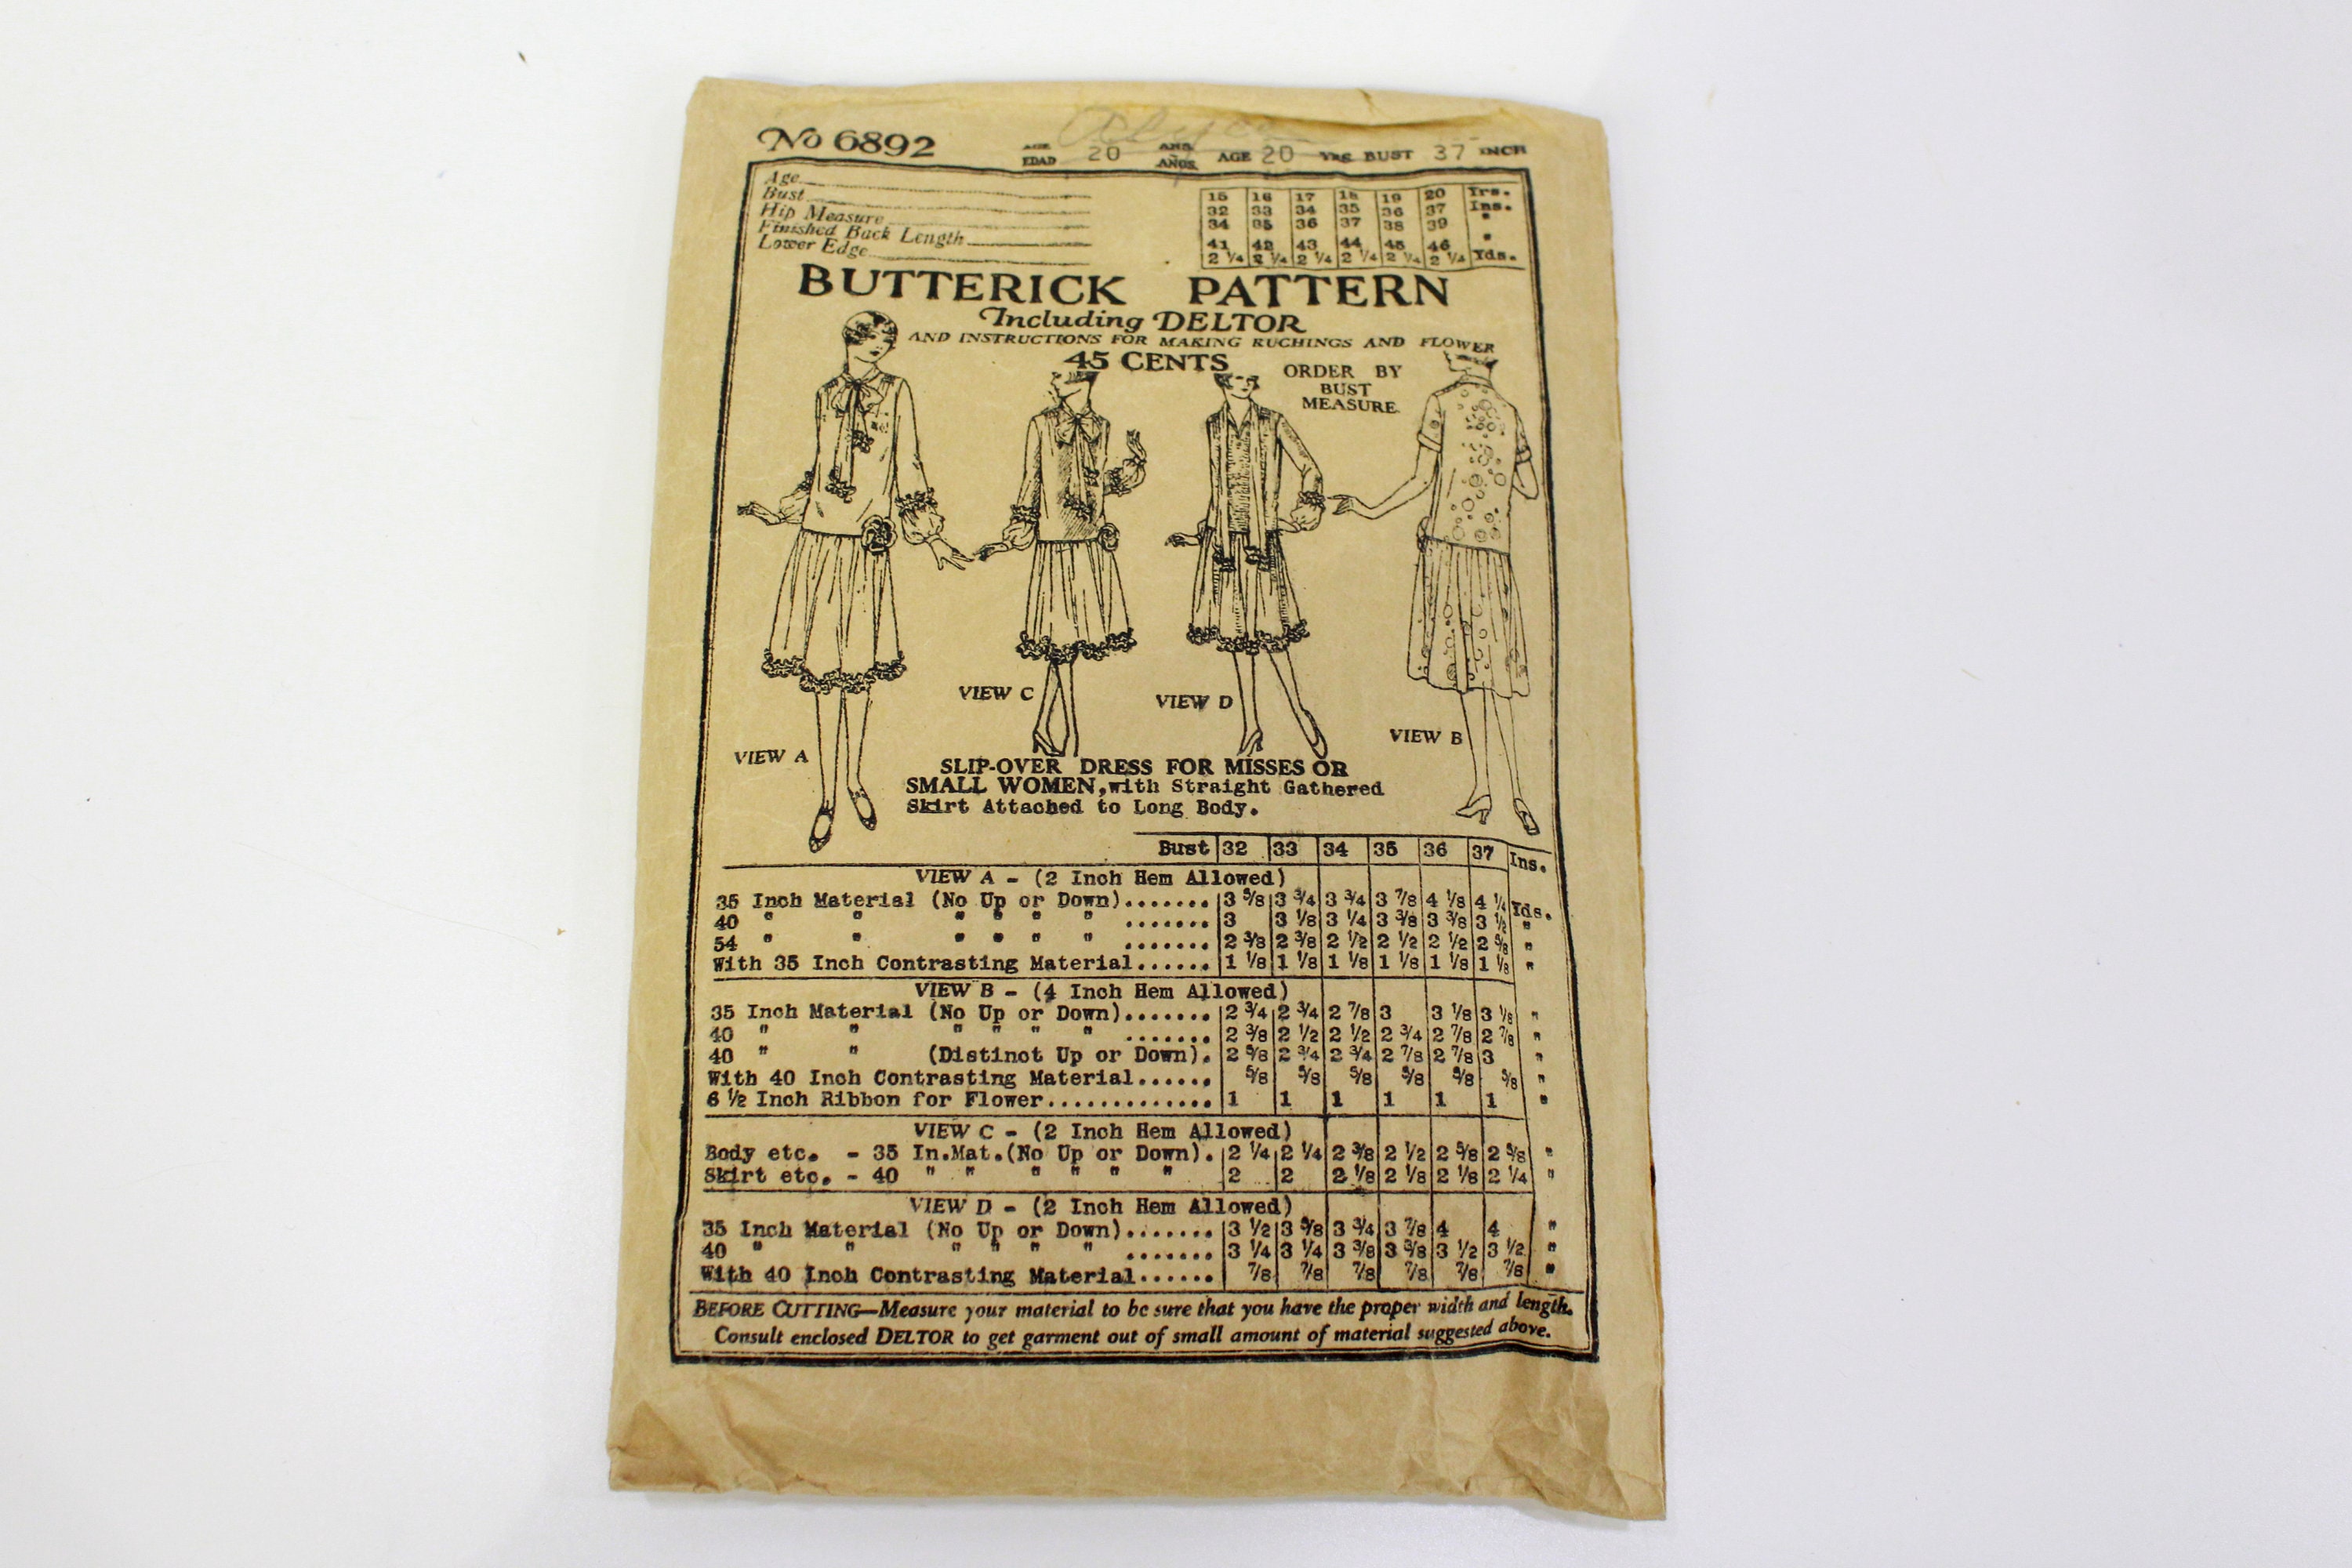 No 6892
AGE EDAD 20 ANS AÑOS AGE 20 YRS BUST 37 INCH
Age 15 16 17 18 19 20 Yrs.
Bust 32 33 34 35 36 37 Ins.
Hip Measure 34 35 36 37 38 39 "
Finished Back Length 41 42 43 44 45 46 "
Lower Edge 2 1/4 2 1/4 2 1/4 2 1/4 2 1/4 2 1/4 Yds.
BUTTERICK PATTERN
Including DELTOR
AND INSTRUCTIONS FOR MAKING RUCHINGS AND FLOWER
45 CENTS
ORDER BY
BUST
MEASURE
VIEW C
VIEW D
VIEW B
VIEW A
SLIP-OVER DRESS FOR MISSES OR
SMALL WOMEN, with Straight Gathered
Skirt Attached to Long Body.
Bust 32 33 34 35 36 37 Ins.
VIEW A - (2 Inch Hem Allowed)
35 Inch Material (No Up or Down)....... 3 5/8 3 3/4 3 3/4 3 7/8 4 1/8 4 1/4 Yds.
40 " " " " " " ....... 3 3 1/8 3 1/4 3 3/8 3 3/8 3 1/2 "
54 " " " " " " ....... 2 3/8 2 3/8 2 1/2 2 1/2 2 1/2 2 5/8 "
With 35 Inch Contrasting Material...... 1 1/8 1 1/8 1 1/8 1 1/8 1 1/8 1 1/8 "
VIEW B - (4 Inch Hem Allowed)
35 Inch Material (No Up or Down)....... 2 3/4 2 3/4 2 7/8 3 3 1/8 3 1/8 "
40 " " " " " " ....... 2 3/8 2 1/2 2 1/2 2 3/4 2 7/8 2 7/8 "
40 " " (Distinct Up or Down). 2 5/8 2 3/4 2 3/4 2 7/8 2 7/8 3 "
With 40 Inch Contrasting Material...... 5/8 5/8 5/8 5/8 5/8 5/8 "
6 1/2 Inch Ribbon for Flower............. 1 1 1 1 1 1 "
VIEW C - (2 Inch Hem Allowed)
Body etc. - 35 In.Mat.(No Up or Down). 2 1/4 2 1/4 2 3/8 2 1/2 2 5/8 2 5/8 "
Skirt etc. - 40 " " " " " " 2 2 2 1/8 2 1/8 2 1/8 2 1/4 "
VIEW D - (2 Inch Hem Allowed)
35 Inch Material (No Up or Down)....... 3 1/2 3 5/8 3 3/4 3 7/8 4 4 "
40 " " " " " " ....... 3 1/4 3 1/4 3 3/8 3 3/8 3 1/2 3 1/2 "
With 40 Inch Contrasting Material...... 7/8 7/8 7/8 7/8 7/8 7/8 "
BEFORE CUTTING—Measure your material to be sure that you have the proper width and length.
Consult enclosed DELTOR to get garment out of small amount of material suggested above.